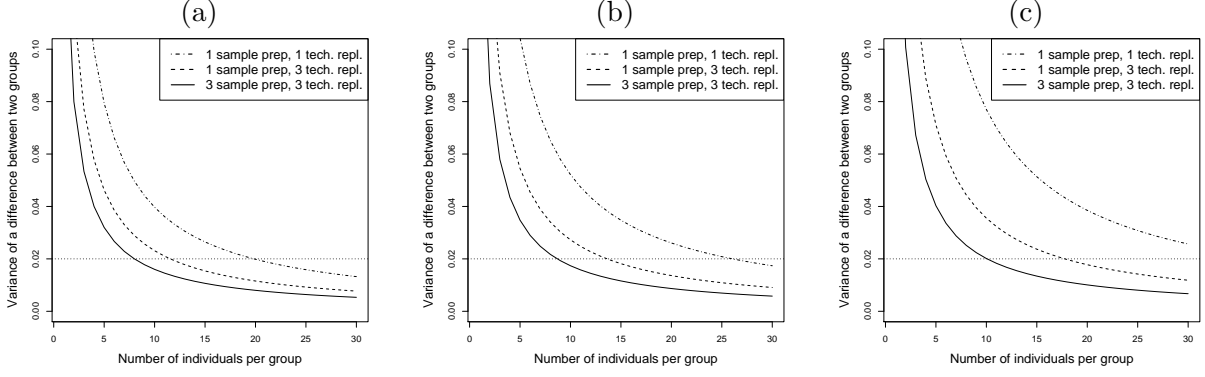 (a)
Variance of a difference between two groups
0.10
0.08
0.06
0.04
0.02
0.00
1 sample prep, 1 tech. repl.
1 sample prep, 3 tech. repl.
3 sample prep, 3 tech. repl.
0 5 10 15 20 25 30
Number of individuals per group
(b)
Variance of a difference between two groups
0.10
0.08
0.06
0.04
0.02
0.00
1 sample prep, 1 tech. repl.
1 sample prep, 3 tech. repl.
3 sample prep, 3 tech. repl.
0 5 10 15 20 25 30
Number of individuals per group
(c)
Variance of a difference between two groups
0.10
0.08
0.06
0.04
0.02
0.00
1 sample prep, 1 tech. repl.
1 sample prep, 3 tech. repl.
3 sample prep, 3 tech. repl.
0 5 10 15 20 25 30
Number of individuals per group